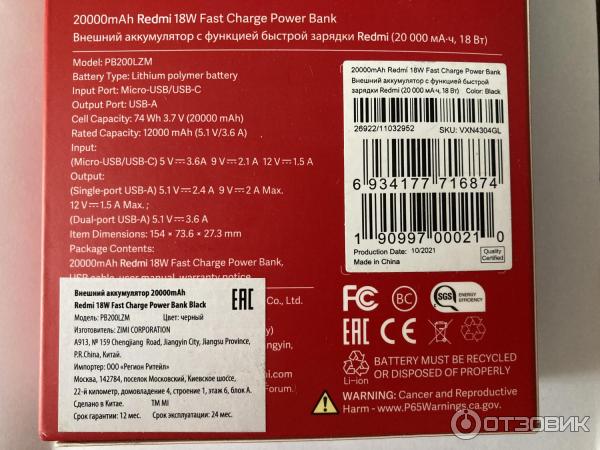 20000mAh Redmi 18W Fast Charge Power Bank
Внешний аккумулятор с функцией быстрой зарядки Redmi (20 000 мА·ч, 18 Вт)
Model: PB200LZM
Battery Type: Lithium polymer battery
Input Port: Micro-USB/USB-C
Output Port: USB-A
Cell Capacity: 74 Wh 3.7 V (20000 mAh)
Rated Capacity: 12000 mAh (5.1 V/3.6 A)
Input:
(Micro-USB/USB-C) 5 V⎓3.6A 9 V⎓2.1 A 12 V⎓1.5 A
Output:
(Single-port USB-A) 5.1 V⎓2.4 A 9 V⎓2 A Max.
12 V⎓1.5 A Max.;
(Dual-port USB-A) 5.1 V⎓3.6 A
Item Dimensions: 154 × 73.6 × 27.3 mm
Package Contents:
20000mAh Redmi 18W Fast Charge Power Bank,
USB cable, user manual, warranty notice
20000mAh Redmi 18W Fast Charge Power Bank
Внешний аккумулятор с функцией быстрой
зарядки Redmi (20 000 мА·ч, 18 Вт) Color: Black
26922/11032952 SKU: VXN4304GL
6 934177 716874
1 90997 00021 0
Production Date: 10/2021
Made in China
Quality
Certified
Внешний аккумулятор 20000mAh
Redmi 18W Fast Charge Power Bank Black
Модель: PB200LZM Цвет: черный
Изготовитель: ZIMI CORPORATION
A913, № 159 Chengjiang Road, Jiangyin City, Jiangsu Province,
P.R.China, Китай.
Импортер: ООО «Регион Ритейл»
Москва, 142784, поселок Московский, Киевское шоссе,
22-й километр, домовладение 4, строение 1, этаж 6, блок А.
Сделано в Китае. ТМ MI
Срок гарантии: 12 мес. Срок эксплуатации: 24 мес.
EAC
Co., Ltd.
Jiangyin,
Forum.
FC BC SGS ENERGY
EFFICIENCY
EAC CE
Li-ion
BATTERY MUST BE RECYCLED
OR DISPOSED OF PROPERLY
WARNING: Cancer and Reproductive
Harm - www.P65Warnings.ca.gov.
ОТЗОВИК